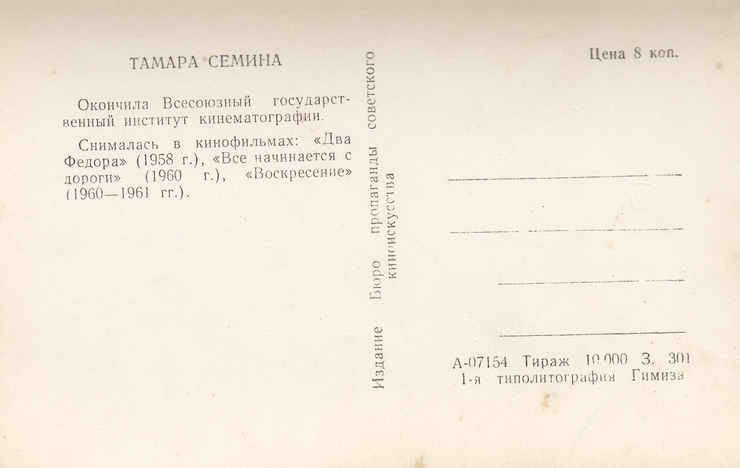 ТАМАРА СЕМИНА
Окончила Всесоюзный государст-
венный институт кинематографии.
Снималась в кинофильмах: «Два
Федора» (1958 г.), «Все начинается с
дороги» (1960 г.), «Воскресение»
(1960—1961 гг.).
Издание Бюро пропаганды советского
киноискусства
Цена 8 коп.
А-07154 Тираж 10 000 З. 301
1-я типолитография Гимиза